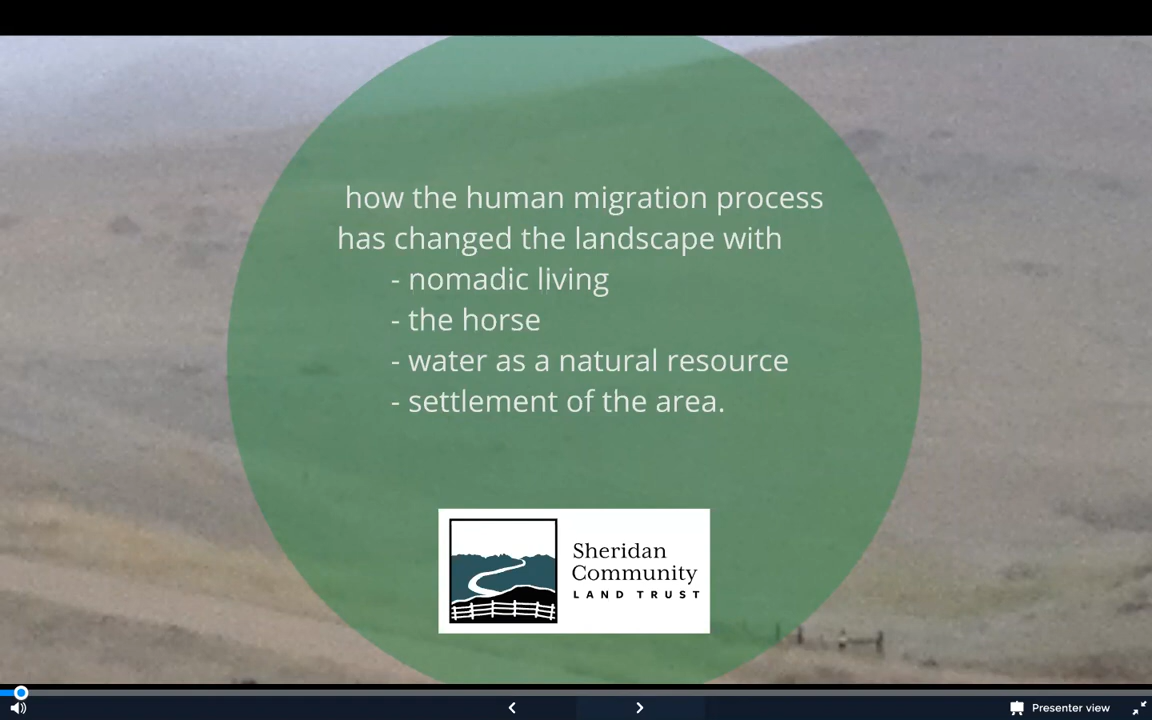 how the human migration process
has changed the landscape with
- nomadic living
- the horse
- water as a natural resource
- settlement of the area.
Sheridan
Community
LAND TRUST
Presenter view